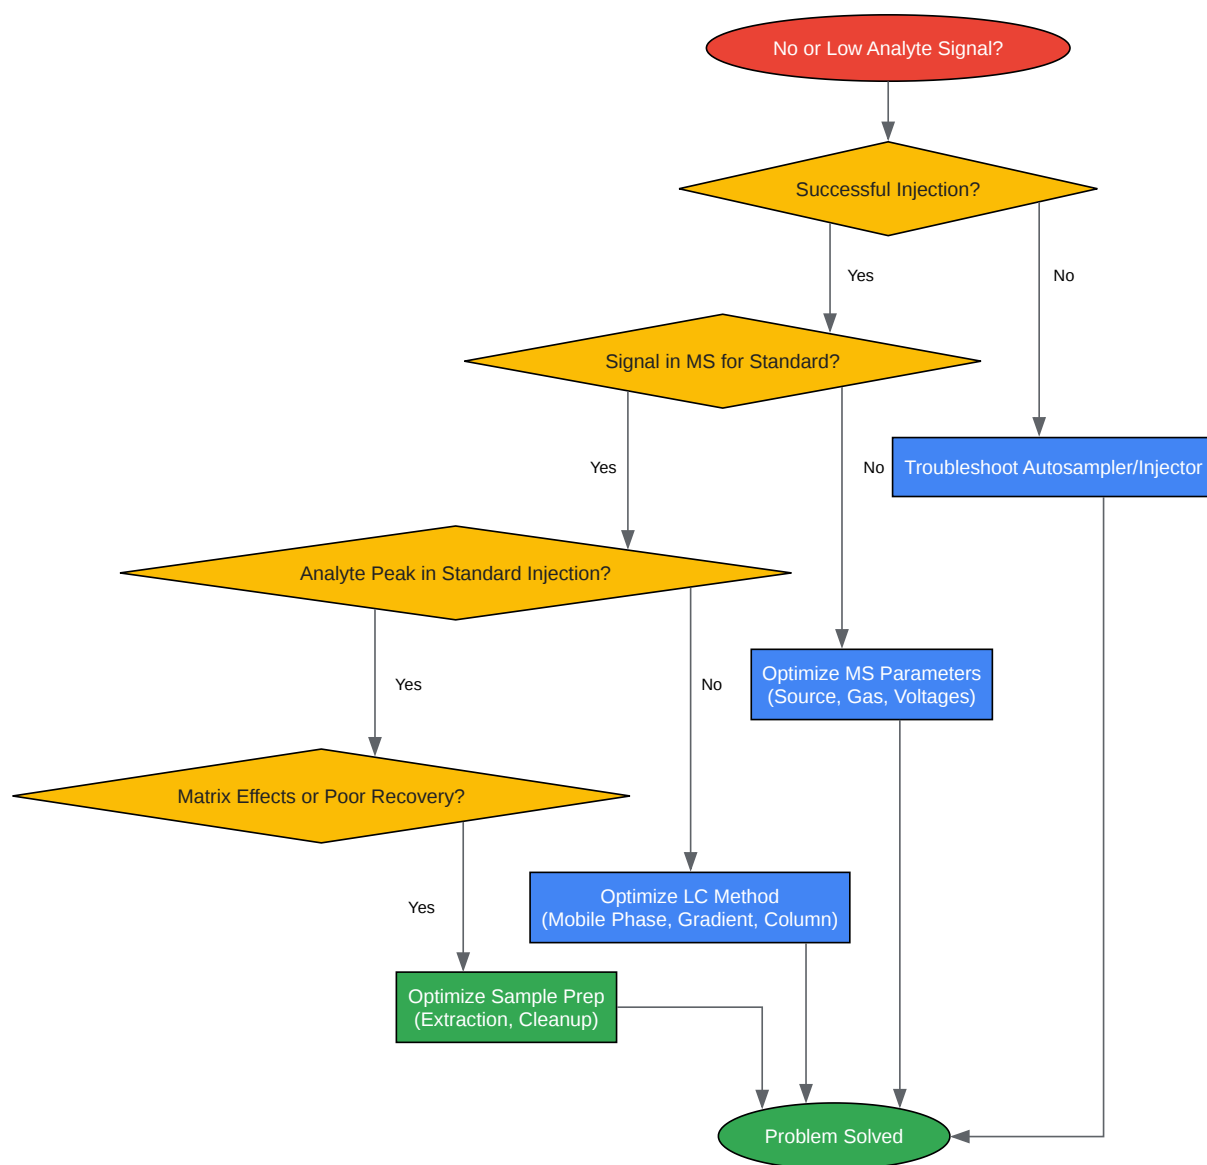 No or Low Analyte Signal?
Successful Injection?
Yes
No
Signal in MS for Standard?
Yes
No
Troubleshoot Autosampler/Injector
Analyte Peak in Standard Injection?
Yes
No
Optimize MS Parameters
(Source, Gas, Voltages)
Matrix Effects or Poor Recovery?
Yes
Optimize LC Method
(Mobile Phase, Gradient, Column)
Optimize Sample Prep
(Extraction, Cleanup)
Problem Solved